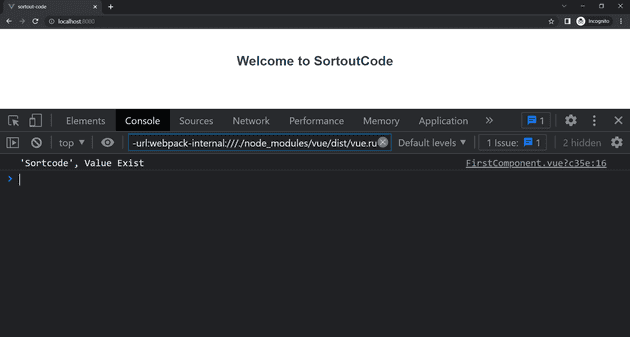 sortout-code
localhost:8080
Incognito
Welcome to SortoutCode
Elements Console Sources Network Performance Memory Application 1
top -url:webpack-internal:///./node_modules/vue/dist/vue.ru Default levels 1 Issue: 1 2 hidden
'Sortcode', Value Exist FirstComponent.vue?c35e:16